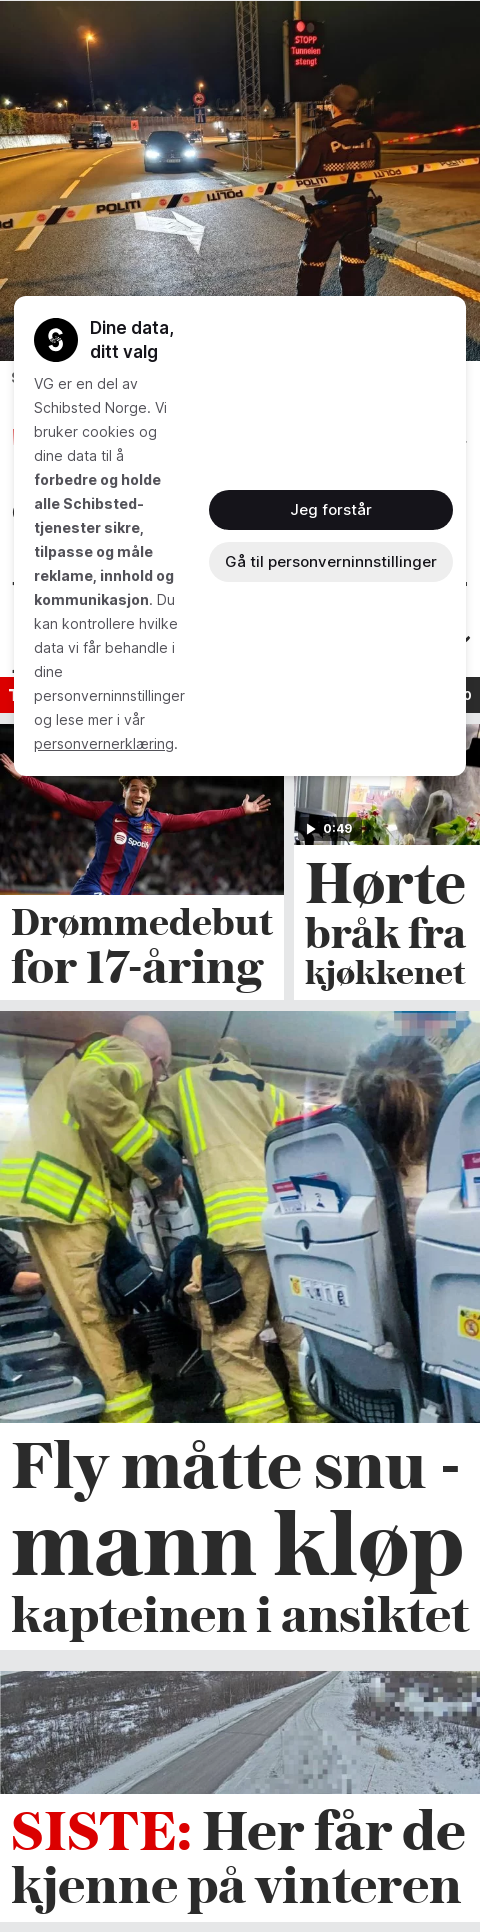 STOPP
Tunnelen
stengt
POLITI
POLITI
POLITI
POLITI
POLITI
Dine data,
ditt valg
VG er en del av
Schibsted Norge. Vi
bruker cookies og
dine data til å
forbedre og holde
alle Schibsted-
tjenester sikre,
tilpasse og måle
reklame, innhold og
kommunikasjon. Du
kan kontrollere hvilke
data vi får behandle i
dine
personverninnstillinger
og lese mer i vår
personvernerklæring.
Jeg forstår
Gå til personverninnstillinger
Spotify
0:49
Drømmedebut
for 17-åring
Hørte
bråk fra
kjøkkenet
Fly måtte snu -
mann kløp
kapteinen i ansiktet
SISTE: Her får de
kjenne på vinteren